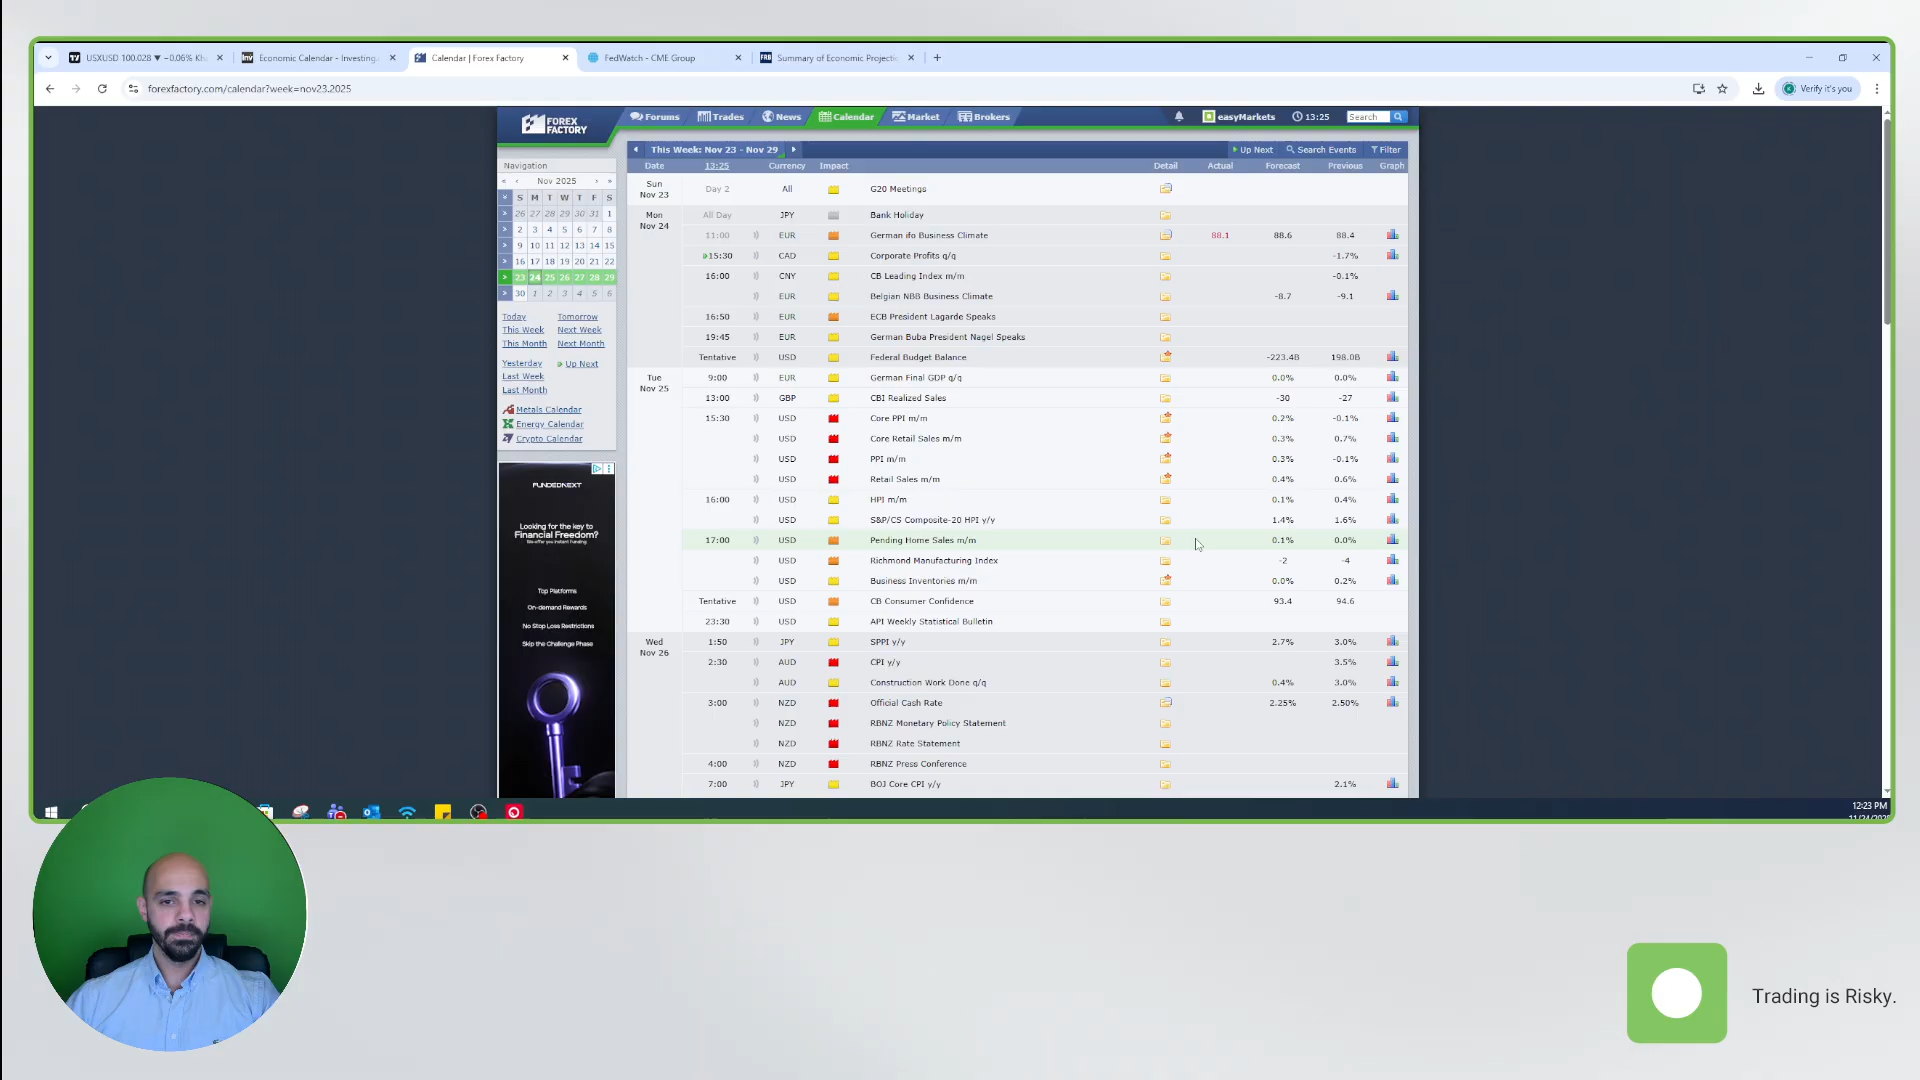 USXUSD 100.028 ▼ −0.06%
Economic Calendar - Investing.
Calendar | Forex Factory
FedWatch - CME Group
Summary of Economic Projectio
forexfactory.com/calendar?week=nov23.2025
Verify it's you
FOREX FACTORY
Forums Trades News Calendar Market Brokers
easyMarkets 13:25 Search
This Week: Nov 23 - Nov 29 Up Next Search Events Filter
Date 13:25 Currency Impact Detail Actual Forecast Previous Graph
Sun Nov 23 Day 2 All G20 Meetings
Mon Nov 24 All Day JPY Bank Holiday
11:00 EUR German ifo Business Climate 88.1 88.6 88.4
15:30 CAD Corporate Profits q/q -1.7%
16:00 CNY CB Leading Index m/m -0.1%
EUR Belgian NBB Business Climate -8.7 -9.1
16:50 EUR ECB President Lagarde Speaks
19:45 EUR German Buba President Nagel Speaks
Tentative USD Federal Budget Balance -223.4B 198.0B
Tue Nov 25 9:00 EUR German Final GDP q/q 0.0% 0.0%
13:00 GBP CBI Realized Sales -30 -27
15:30 USD Core PPI m/m 0.2% -0.1%
USD Core Retail Sales m/m 0.3% 0.7%
USD PPI m/m 0.3% -0.1%
USD Retail Sales m/m 0.4% 0.6%
16:00 USD HPI m/m 0.1% 0.4%
USD S&P/CS Composite-20 HPI y/y 1.4% 1.6%
17:00 USD Pending Home Sales m/m 0.1% 0.0%
USD Richmond Manufacturing Index -2 -4
USD Business Inventories m/m 0.0% 0.2%
Tentative USD CB Consumer Confidence 93.4 94.6
23:30 USD API Weekly Statistical Bulletin
Wed Nov 26 1:50 JPY SPPI y/y 2.7% 3.0%
2:30 AUD CPI y/y 3.5%
AUD Construction Work Done q/q 0.4% 3.0%
3:00 NZD Official Cash Rate 2.25% 2.50%
NZD RBNZ Monetary Policy Statement
NZD RBNZ Rate Statement
4:00 NZD RBNZ Press Conference
7:00 JPY BOJ Core CPI y/y 2.1%
Navigation
Nov 2025
S M T W T F S
26 27 28 29 30 31 1
2 3 4 5 6 7 8
9 10 11 12 13 14 15
16 17 18 19 20 21 22
23 24 25 26 27 28 29
30 1 2 3 4 5 6
Today Tomorrow
This Week Next Week
This Month Next Month
Yesterday Up Next
Last Week
Last Month
Metals Calendar
Energy Calendar
Crypto Calendar
FUNDEDNEXT
Looking for the key to
Financial Freedom?
We offer you Instant Funding.
Top Platforms
On-demand Rewards
No Stop Loss Restrictions
Skip the Challenge Phase
12:23 PM
Trading is Risky.